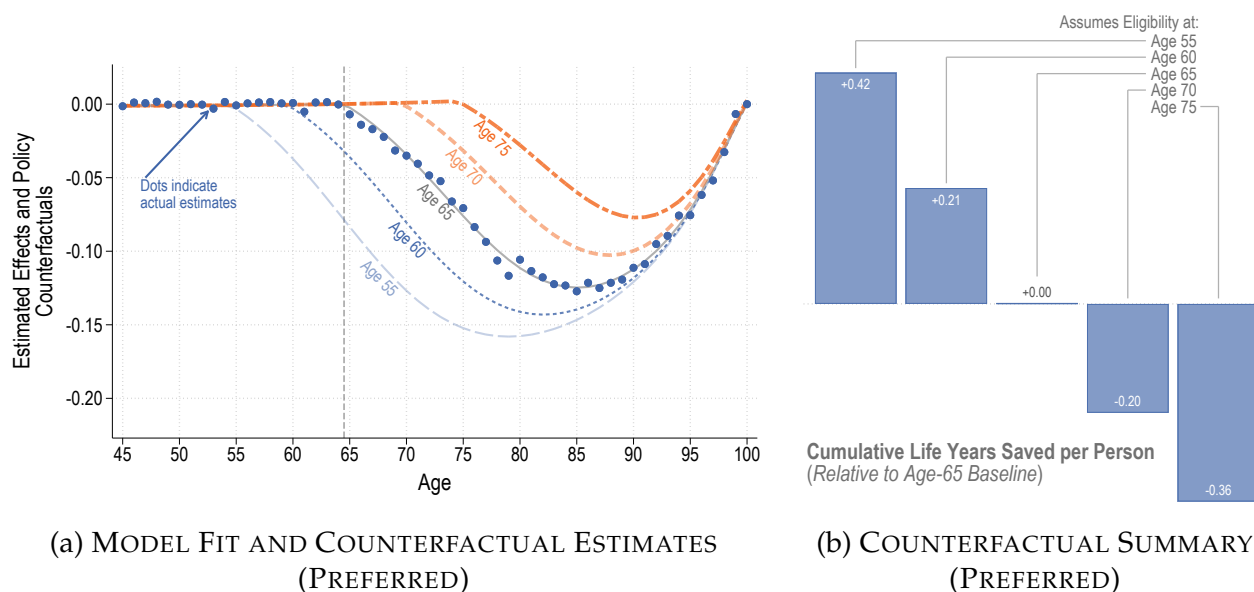 Estimated Effects and Policy
Counterfactuals
0.00
-0.05
-0.10
-0.15
-0.20
Dots indicate
actual estimates
Age 55
Age 60
Age 65
Age 70
Age 75
45 50 55 60 65 70 75 80 85 90 95 100
Age
(a) MODEL FIT AND COUNTERFACTUAL ESTIMATES
(PREFERRED)
Assumes Eligibility at:
Age 55
Age 60
Age 65
Age 70
Age 75
+0.42
+0.21
+0.00
-0.20
-0.36
Cumulative Life Years Saved per Person
(Relative to Age-65 Baseline)
(b) COUNTERFACTUAL SUMMARY
(PREFERRED)